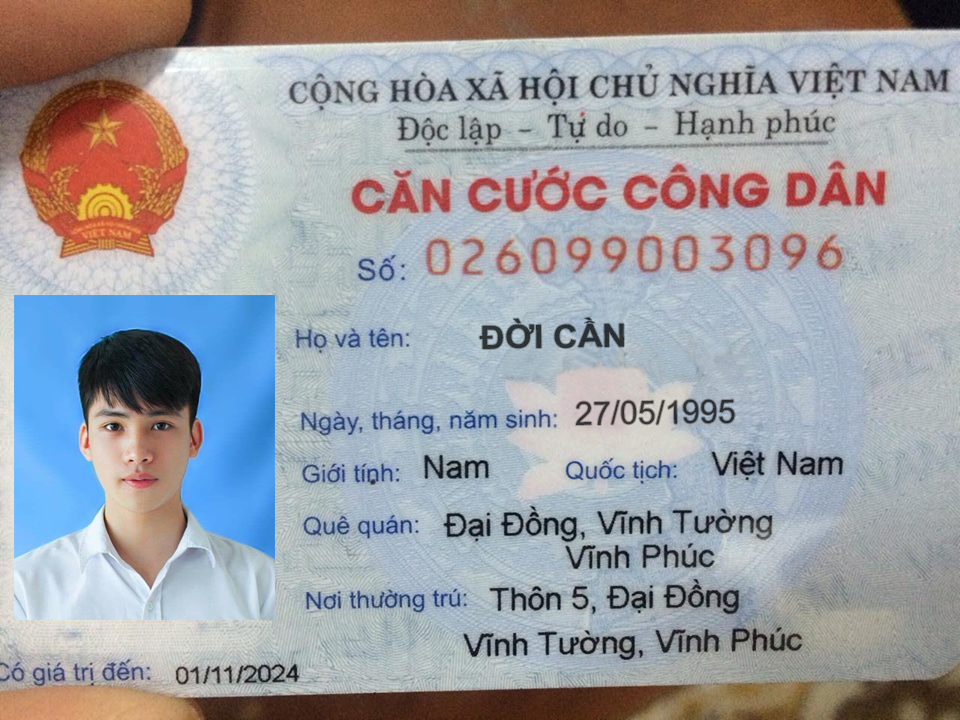 CỘNG HÒA XÃ HỘI CHỦ NGHĨA VIỆT NAM
Độc lập - Tự do - Hạnh phúc
CĂN CƯỚC CÔNG DÂN
Số: 026099003096
Họ và tên: ĐỜI CẦN
Ngày, tháng, năm sinh: 27/05/1995
Giới tính: Nam Quốc tịch: Việt Nam
Quê quán: Đại Đồng, Vĩnh Tường
Vĩnh Phúc
Nơi thường trú: Thôn 5, Đại Đồng
Vĩnh Tường, Vĩnh Phúc
Có giá trị đến: 01/11/2024
VIỆT NAM